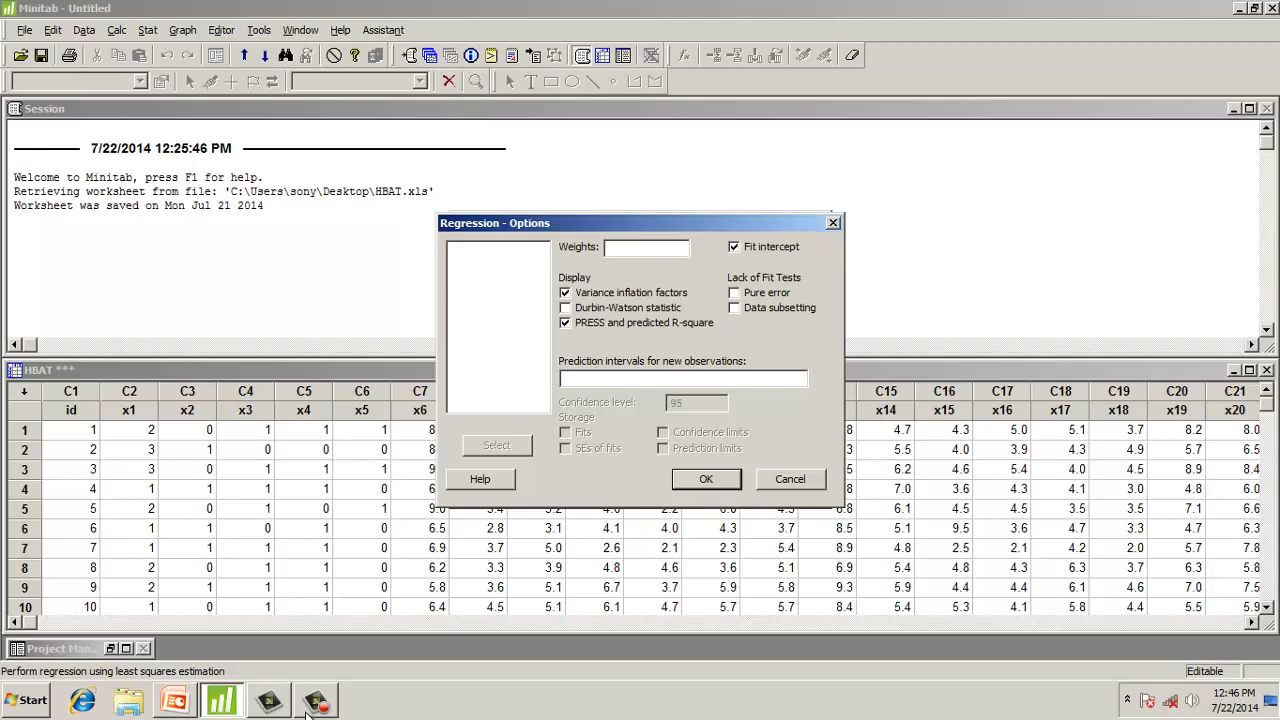 Minitab - Untitled
File Edit Data Calc Stat Graph Editor Tools Window Help Assistant
Session
7/22/2014 12:25:46 PM
Welcome to Minitab, press F1 for help.
Retrieving worksheet from file: 'C:\Users\sony\Desktop\HBAT.xls'
Worksheet was saved on Mon Jul 21 2014
Regression - Options
Weights: Fit intercept
Display Lack of Fit Tests
Variance inflation factors Pure error
Durbin-Watson statistic Data subsetting
PRESS and predicted R-square
Prediction intervals for new observations:
Confidence level: 95
Storage
Fits Confidence limits
SEs of fits Prediction limits
Select
Help OK Cancel
HBAT ***
C1 C2 C3 C4 C5 C6 C7 C15 C16 C17 C18 C19 C20 C21
id x1 x2 x3 x4 x5 x6 x14 x15 x16 x17 x18 x19 x20
1 1 2 0 1 1 1 8 8 4.7 4.3 5.0 5.1 3.7 8.2 8.0
2 2 3 1 0 0 0 3 5.5 4.0 3.9 4.3 4.9 5.7 6.5
3 3 3 0 1 1 1 9 5 6.2 4.6 5.4 4.0 4.5 8.9 8.4
4 4 1 1 1 1 0 6 8 7.0 3.6 4.3 4.1 3.0 4.8 6.0
5 5 2 0 1 0 1 6.1 4.5 4.5 3.5 3.5 7.1 6.6
6 6 1 1 0 1 0 6.5 2.8 3.1 4.1 4.0 4.3 3.7 8.5 5.1 9.5 3.6 4.7 3.3 4.7 6.3
7 7 1 1 1 1 0 6.9 3.7 5.0 2.6 2.1 2.3 5.4 8.9 4.8 2.5 2.1 4.2 2.0 5.7 7.8
8 8 2 0 1 1 0 6.2 3.3 3.9 4.8 4.6 3.6 5.1 6.9 5.4 4.8 4.3 6.3 3.7 6.3 5.8
9 9 2 1 1 1 0 5.8 3.6 5.1 6.7 3.7 5.9 5.8 9.3 5.9 4.4 4.4 6.1 4.6 7.0 7.5
10 10 1 0 1 1 0 6.4 4.5 5.1 6.1 4.7 5.7 5.7 8.4 5.4 5.3 4.1 5.8 4.4 5.5 5.9
Project Man...
Perform regression using least squares estimation Editable
Start 12:46 PM
7/22/2014